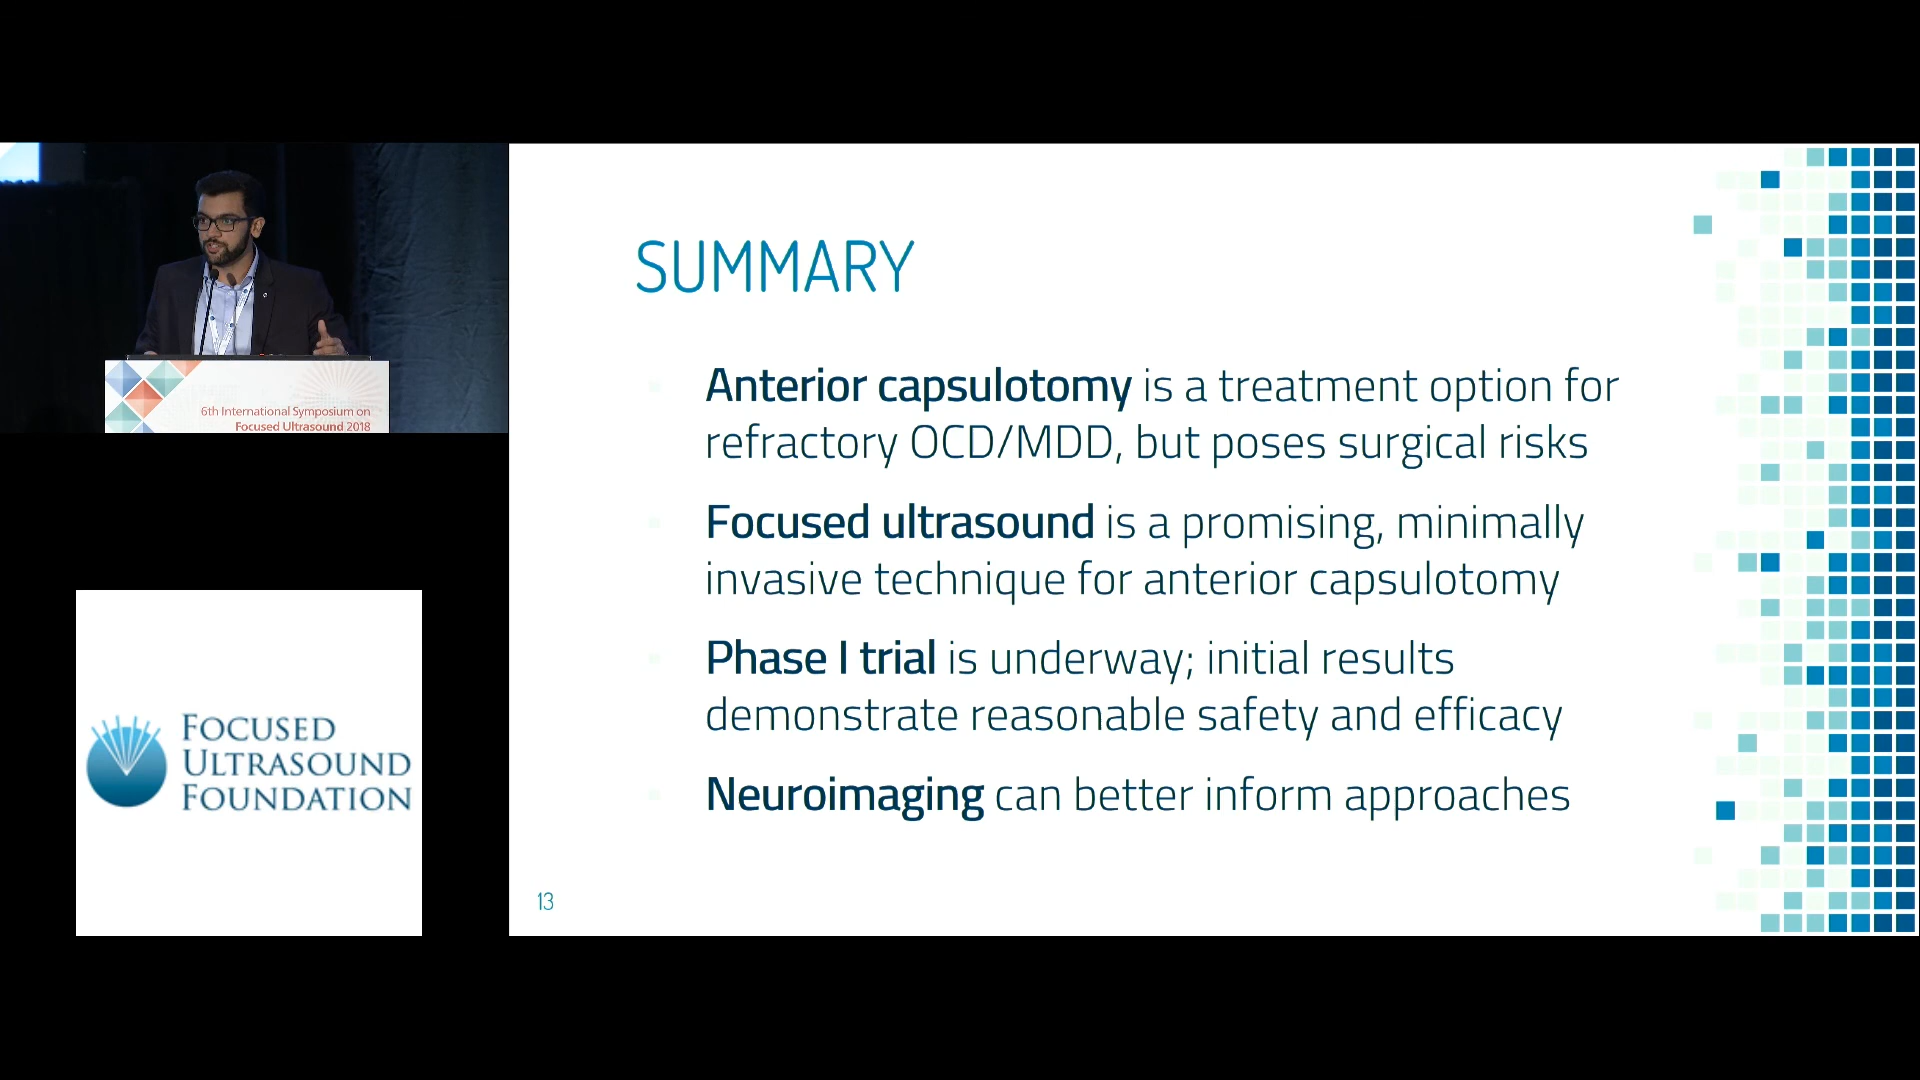 6th International Symposium on
Focused Ultrasound 2018
FOCUSED
ULTRASOUND
FOUNDATION
SUMMARY
Anterior capsulotomy is a treatment option for
refractory OCD/MDD, but poses surgical risks
Focused ultrasound is a promising, minimally
invasive technique for anterior capsulotomy
Phase I trial is underway; initial results
demonstrate reasonable safety and efficacy
Neuroimaging can better inform approaches
13